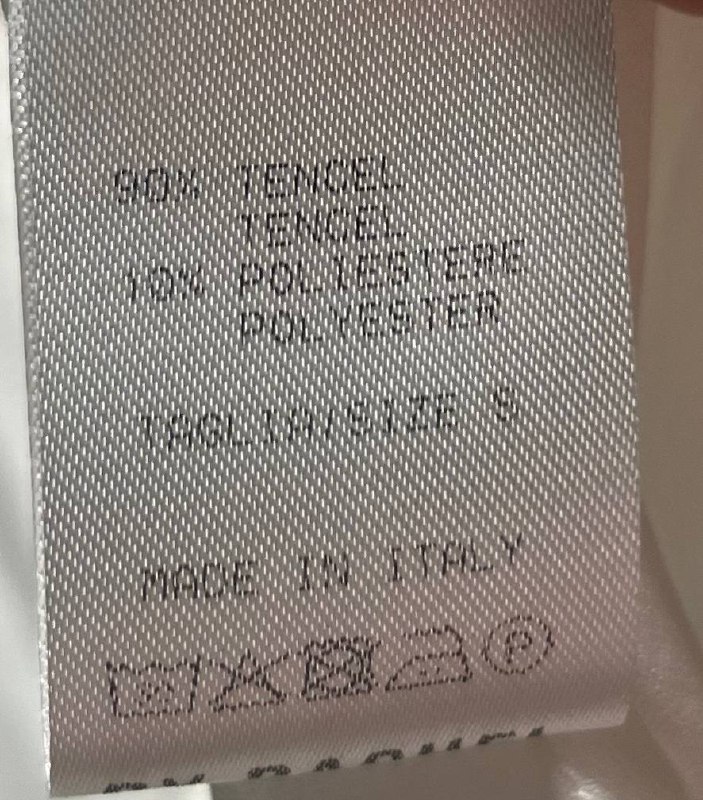 90% TENCEL
TENCEL
10% POLIESTERE
POLYESTER
TAGLIA/SIZE S
MADE IN ITALY
P